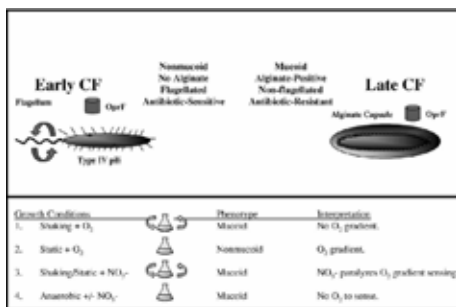 Nonmucoid
No Alginate
Flagellated
Antibiotic-Sensitive
Mucoid
Alginate-Positive
Non-flagellated
Antibiotic-Resistant
Early CF
Late CF
Flagellum
OprF
Type IV pili
Alginate Capsule
OprF
Growth Conditions Phenotype Interpretation
1. Shaking + O2 Mucoid No O2 gradient.
2. Static + O2 Nonmucoid O2 gradient.
3. Shaking/Static + NO3- Mucoid NO3- paralyzes O2 gradient sensing
4. Anaerobic +/- NO3- Mucoid No O2 to sense.